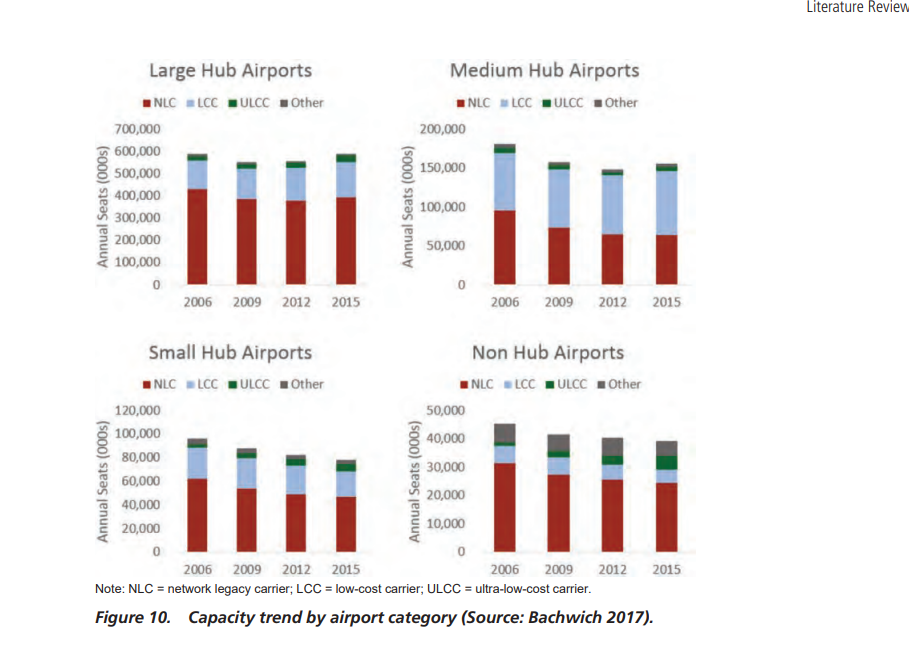 Literature Review
Large Hub Airports
NLC LCC ULCC Other
Annual Seats (000s)
700,000
600,000
500,000
400,000
300,000
200,000
100,000
0
2006 2009 2012 2015
Medium Hub Airports
NLC LCC ULCC Other
Annual Seats (000s)
200,000
150,000
100,000
50,000
0
2006 2009 2012 2015
Small Hub Airports
NLC LCC ULCC Other
Annual Seats (000s)
120,000
100,000
80,000
60,000
40,000
20,000
0
2006 2009 2012 2015
Non Hub Airports
NLC LCC ULCC Other
Annual Seats (000s)
50,000
40,000
30,000
20,000
10,000
0
2006 2009 2012 2015
Note: NLC = network legacy carrier; LCC = low-cost carrier; ULCC = ultra-low-cost carrier.
Figure 10. Capacity trend by airport category (Source: Bachwich 2017).